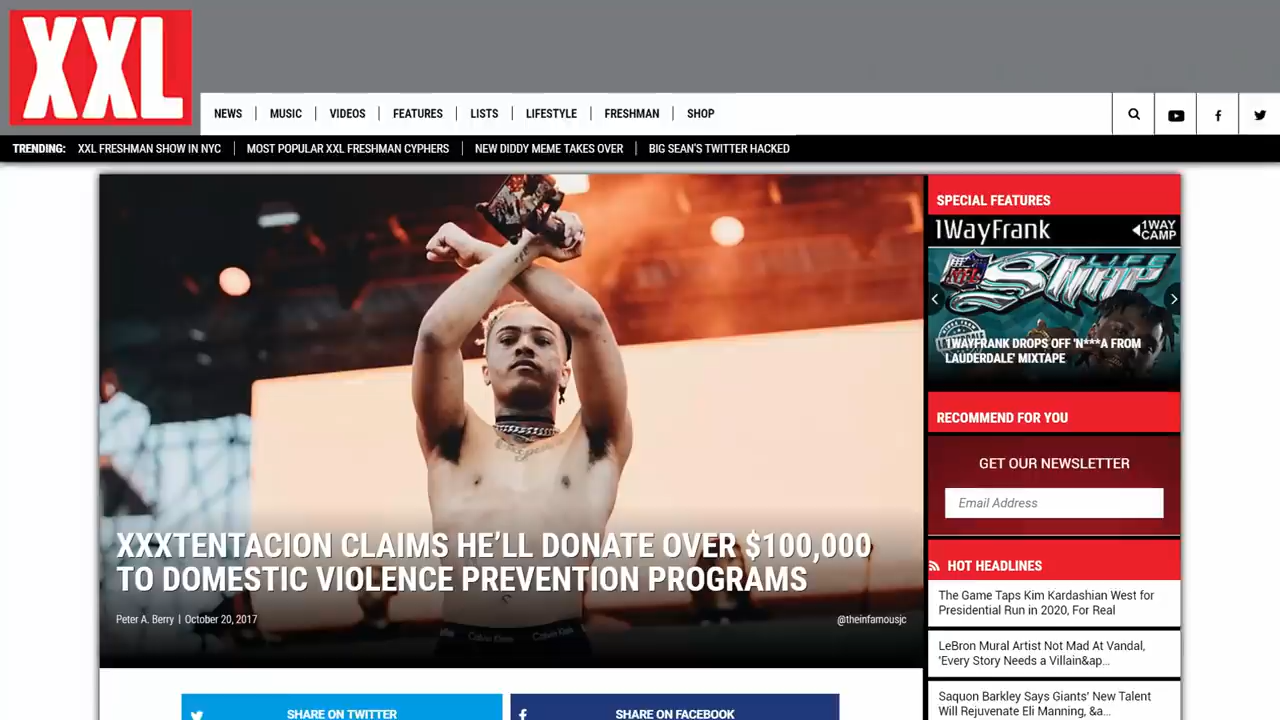 XXL
NEWS
MUSIC
VIDEOS
FEATURES
LISTS
LIFESTYLE
FRESHMAN
SHOP
TRENDING:
XXL FRESHMAN SHOW IN NYC
MOST POPULAR XXL FRESHMAN CYPHERS
NEW DIDDY MEME TAKES OVER
BIG SEAN'S TWITTER HACKED
XXXTENTACION CLAIMS HE'LL DONATE OVER $100,000
TO DOMESTIC VIOLENCE PREVENTION PROGRAMS
Peter A. Berry | October 20, 2017
@theinfamousjc
SHARE ON TWITTER
SHARE ON FACEBOOK
SPECIAL FEATURES
1WayFrank
1WAY
CAMP
NFL
LIFE
SWAP
1WAYFRANK DROPS OFF 'N***A FROM
LAUDERDALE' MIXTAPE
RECOMMEND FOR YOU
GET OUR NEWSLETTER
Email Address
HOT HEADLINES
The Game Taps Kim Kardashian West for
Presidential Run in 2020, For Real
LeBron Mural Artist Not Mad At Vandal,
'Every Story Needs a Villain&ap...
Saquon Barkley Says Giants' New Talent
Will Rejuvenate Eli Manning, &a...